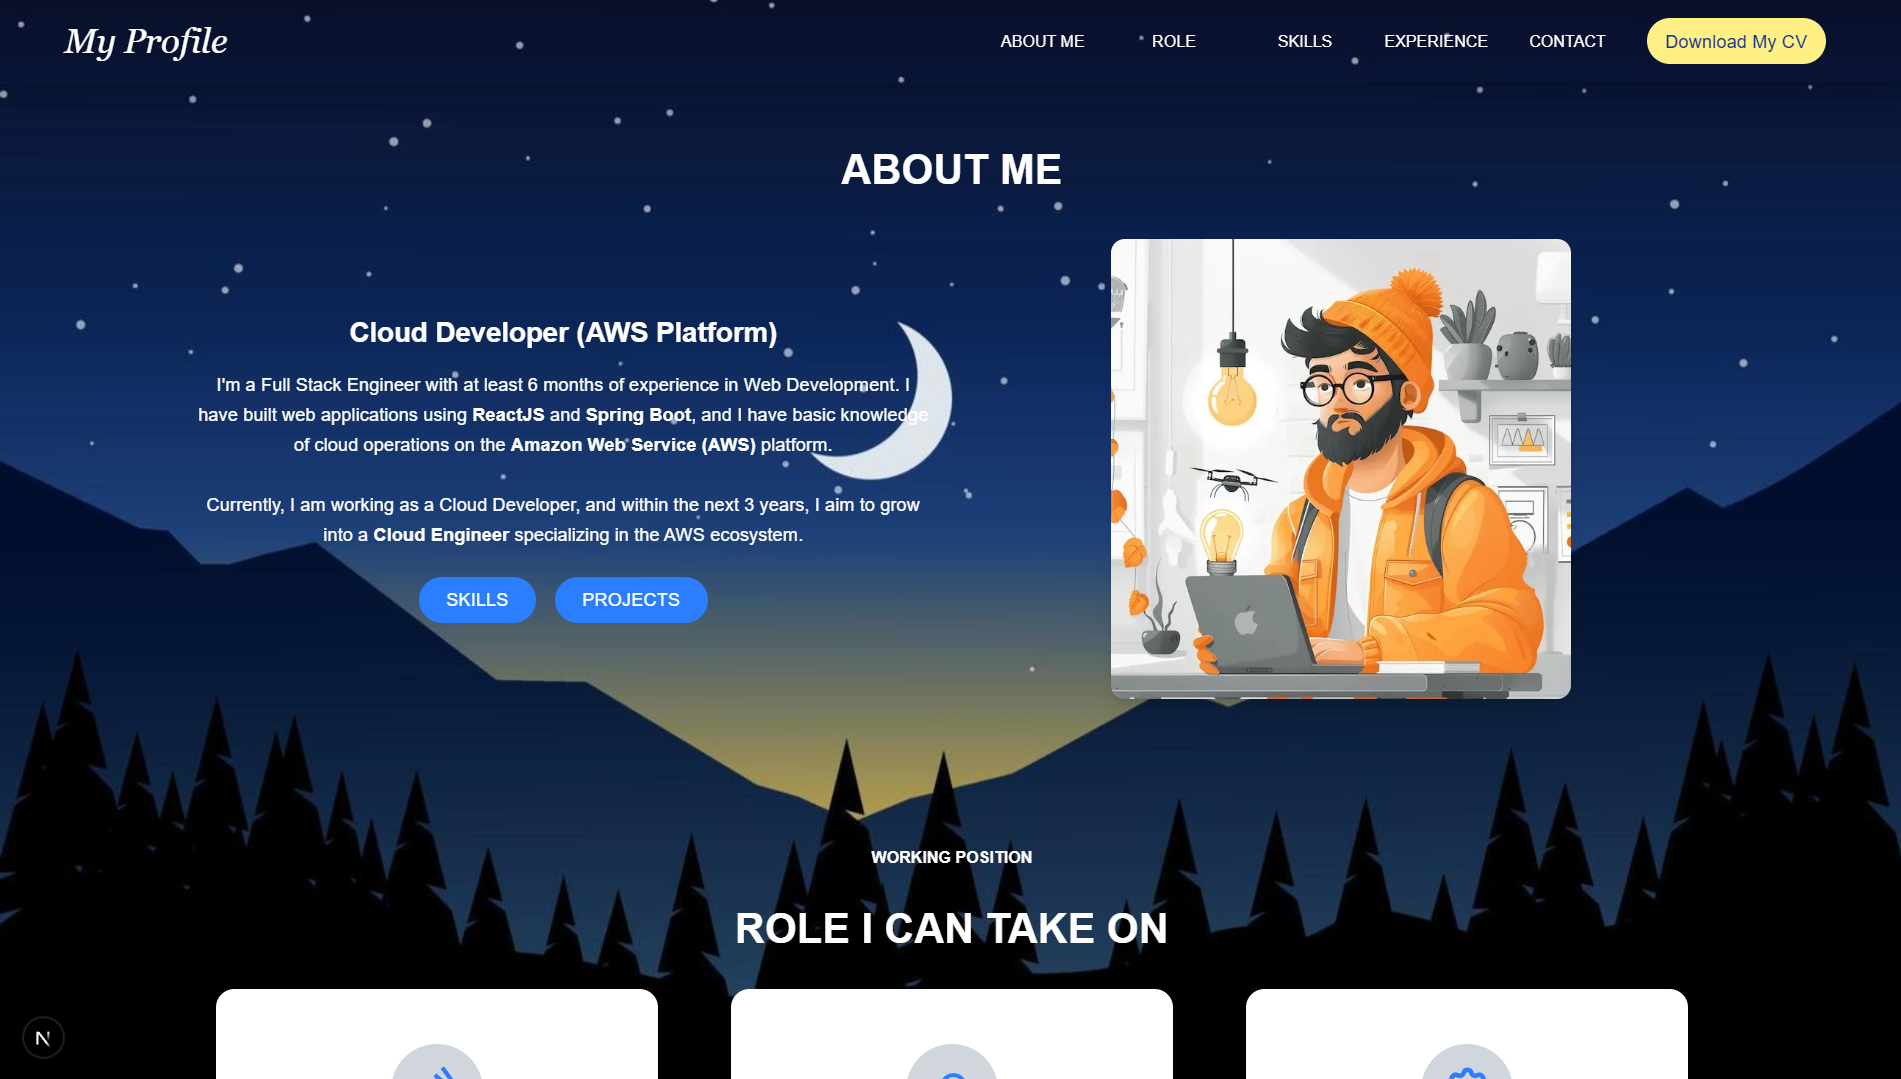 My Profile
ABOUT ME
ROLE
SKILLS
EXPERIENCE
CONTACT
Download My CV
ABOUT ME
Cloud Developer (AWS Platform)
I'm a Full Stack Engineer with at least 6 months of experience in Web Development. I
have built web applications using ReactJS and Spring Boot, and I have basic knowledge
of cloud operations on the Amazon Web Service (AWS) platform.
Currently, I am working as a Cloud Developer, and within the next 3 years, I aim to grow
into a Cloud Engineer specializing in the AWS ecosystem.
SKILLS
PROJECTS
WORKING POSITION
ROLE I CAN TAKE ON
N